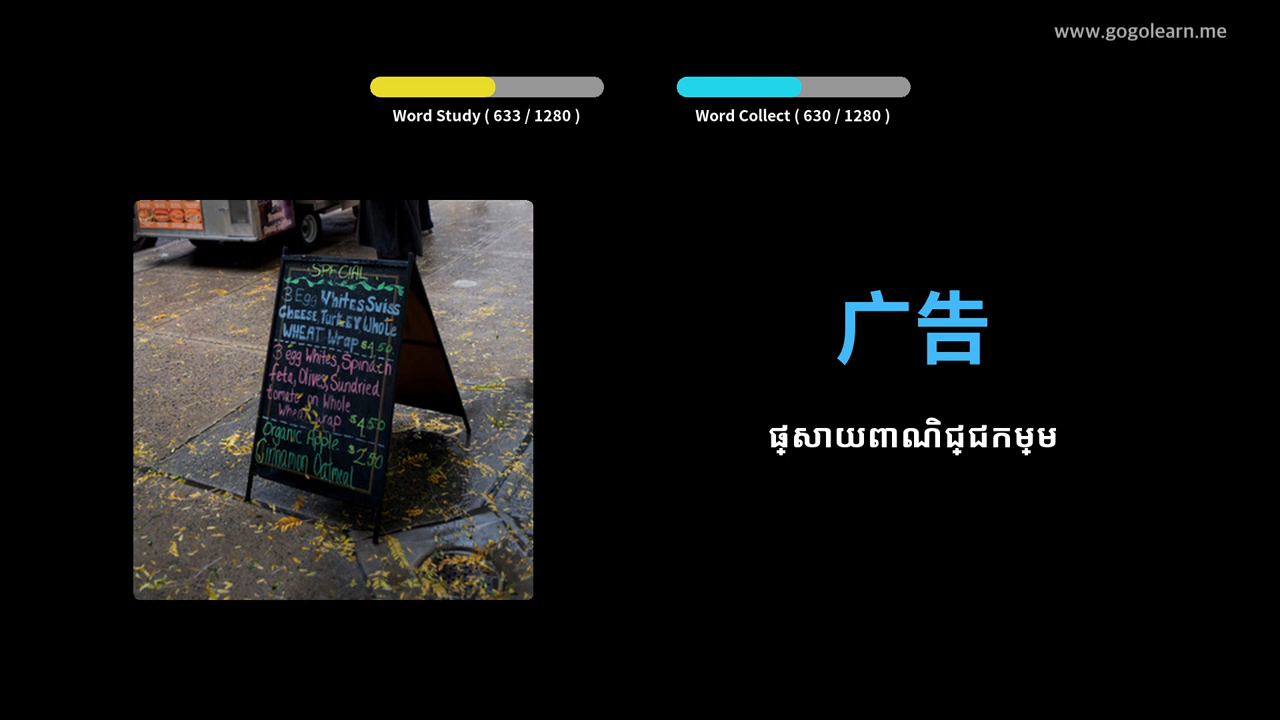 www.gogolearn.me
Word Study ( 633 / 1280 )
Word Collect ( 630 / 1280 )
SPECIAL
3 Egg Whites, Swiss
Cheese, Turkey Whole
WHEAT Wrap $4.50
3 egg Whites, Spinach
feta, Olives, Sundried
tomato on Whole
Wheat Wrap $4.50
Organic Apple
Cinnamon Oatmeal $2.50
广告
ផ្សាយពាណិជ្ជកម្ម